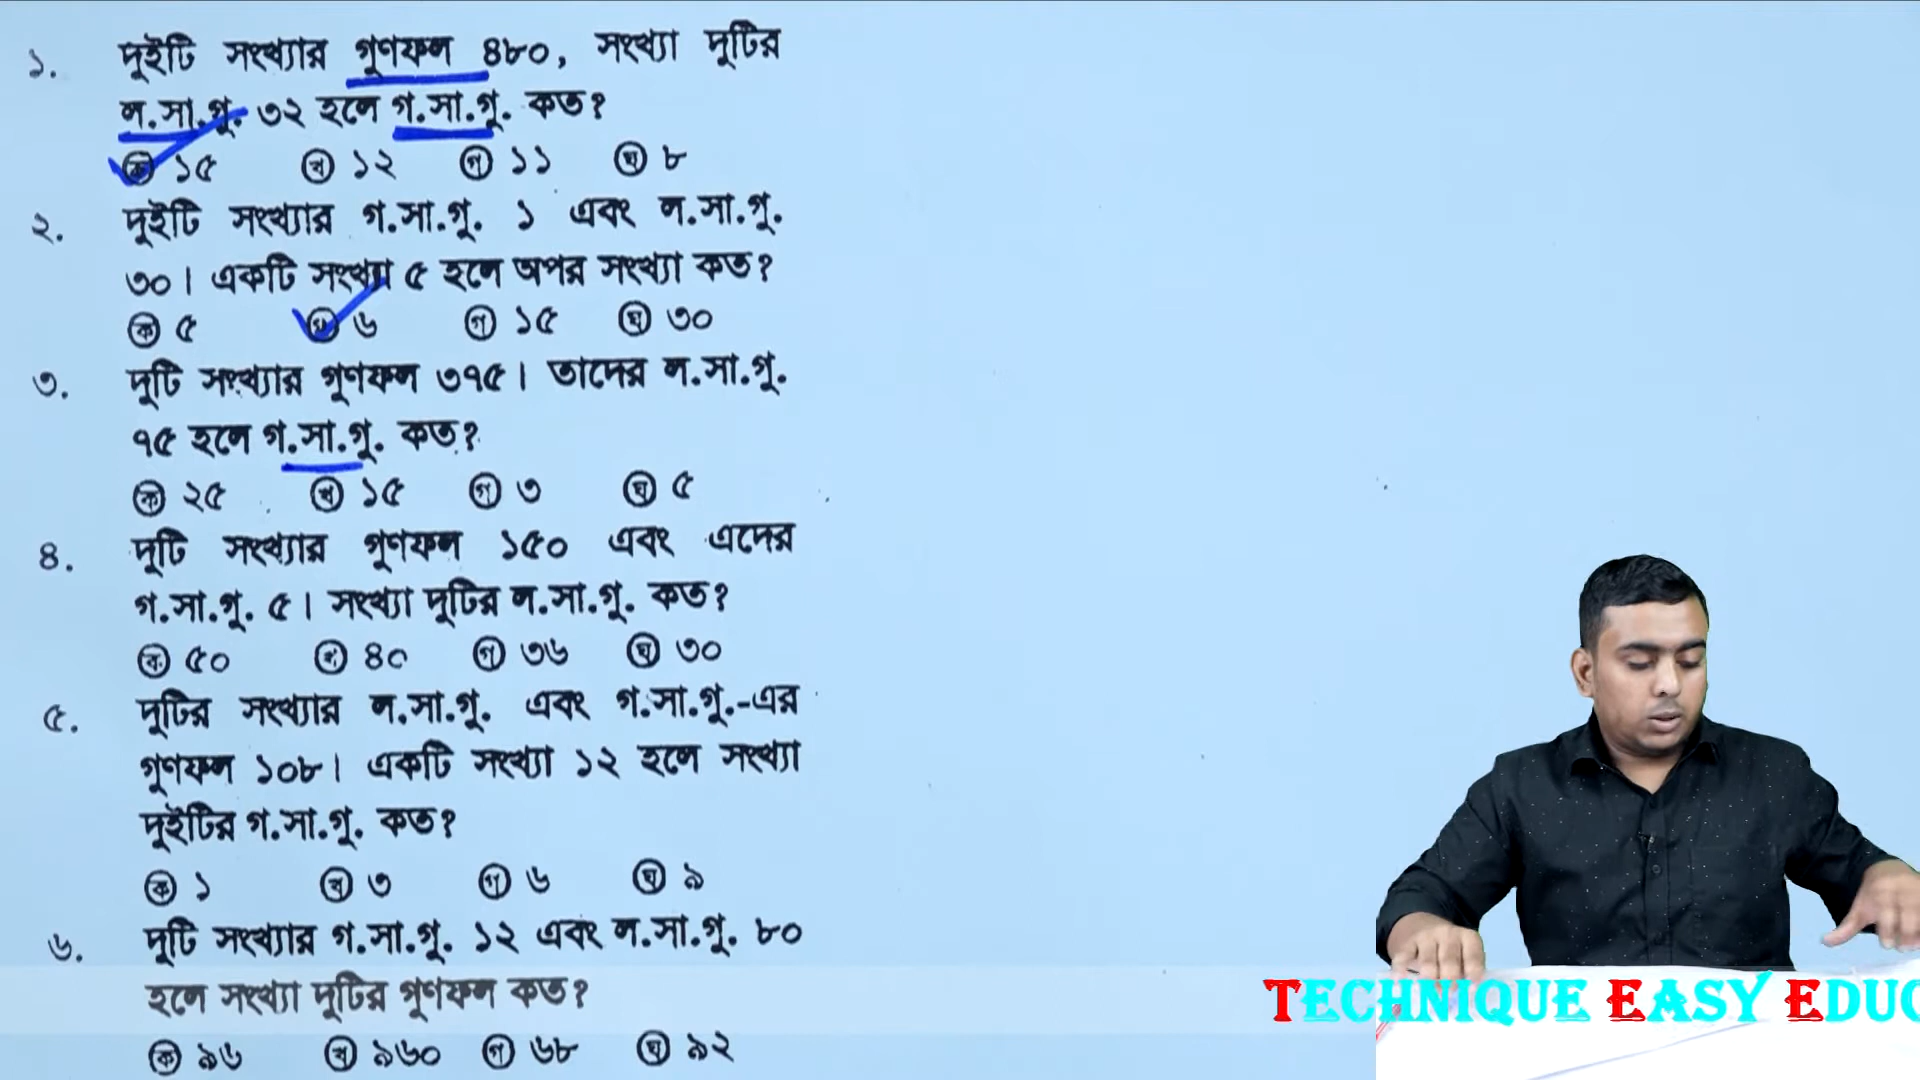 ১. দুইটি সংখ্যার গুণফল ৪৮০, সংখ্যা দুটির
ল.সা.গু. ৩২ হলে গ.সা.গু. কত?
ক ১৫ খ ১২ গ ১১ ঘ ৮
২. দুইটি সংখ্যার গ.সা.গু. ১ এবং ল.সা.গু.
৩০। একটি সংখ্যা ৫ হলে অপর সংখ্যা কত?
ক ৫ খ ৬ গ ১৫ ঘ ৩০
৩. দুটি সংখ্যার গুণফল ৩৭৫। তাদের ল.সা.গু.
৭৫ হলে গ.সা.গু. কত?
ক ২৫ খ ১৫ গ ৩ ঘ ৫
৪. দুটি সংখ্যার গুণফল ১৫০ এবং এদের
গ.সা.গু. ৫। সংখ্যা দুটির ল.সা.গু. কত?
ক ৫০ খ ৪০ গ ৩৬ ঘ ৩০
৫. দুটির সংখ্যার ল.সা.গু. এবং গ.সা.গু.-এর
গুণফল ১০৮। একটি সংখ্যা ১২ হলে সংখ্যা
দুইটির গ.সা.গু. কত?
ক ১ খ ৩ গ ৬ ঘ ৯
৬. দুটি সংখ্যার গ.সা.গু. ১২ এবং ল.সা.গু. ৮০
হলে সংখ্যা দুটির গুণফল কত?
ক ৯৬ খ ৯৬০ গ ৬৮ ঘ ৯২
TECHNIQUE EASY EDUC